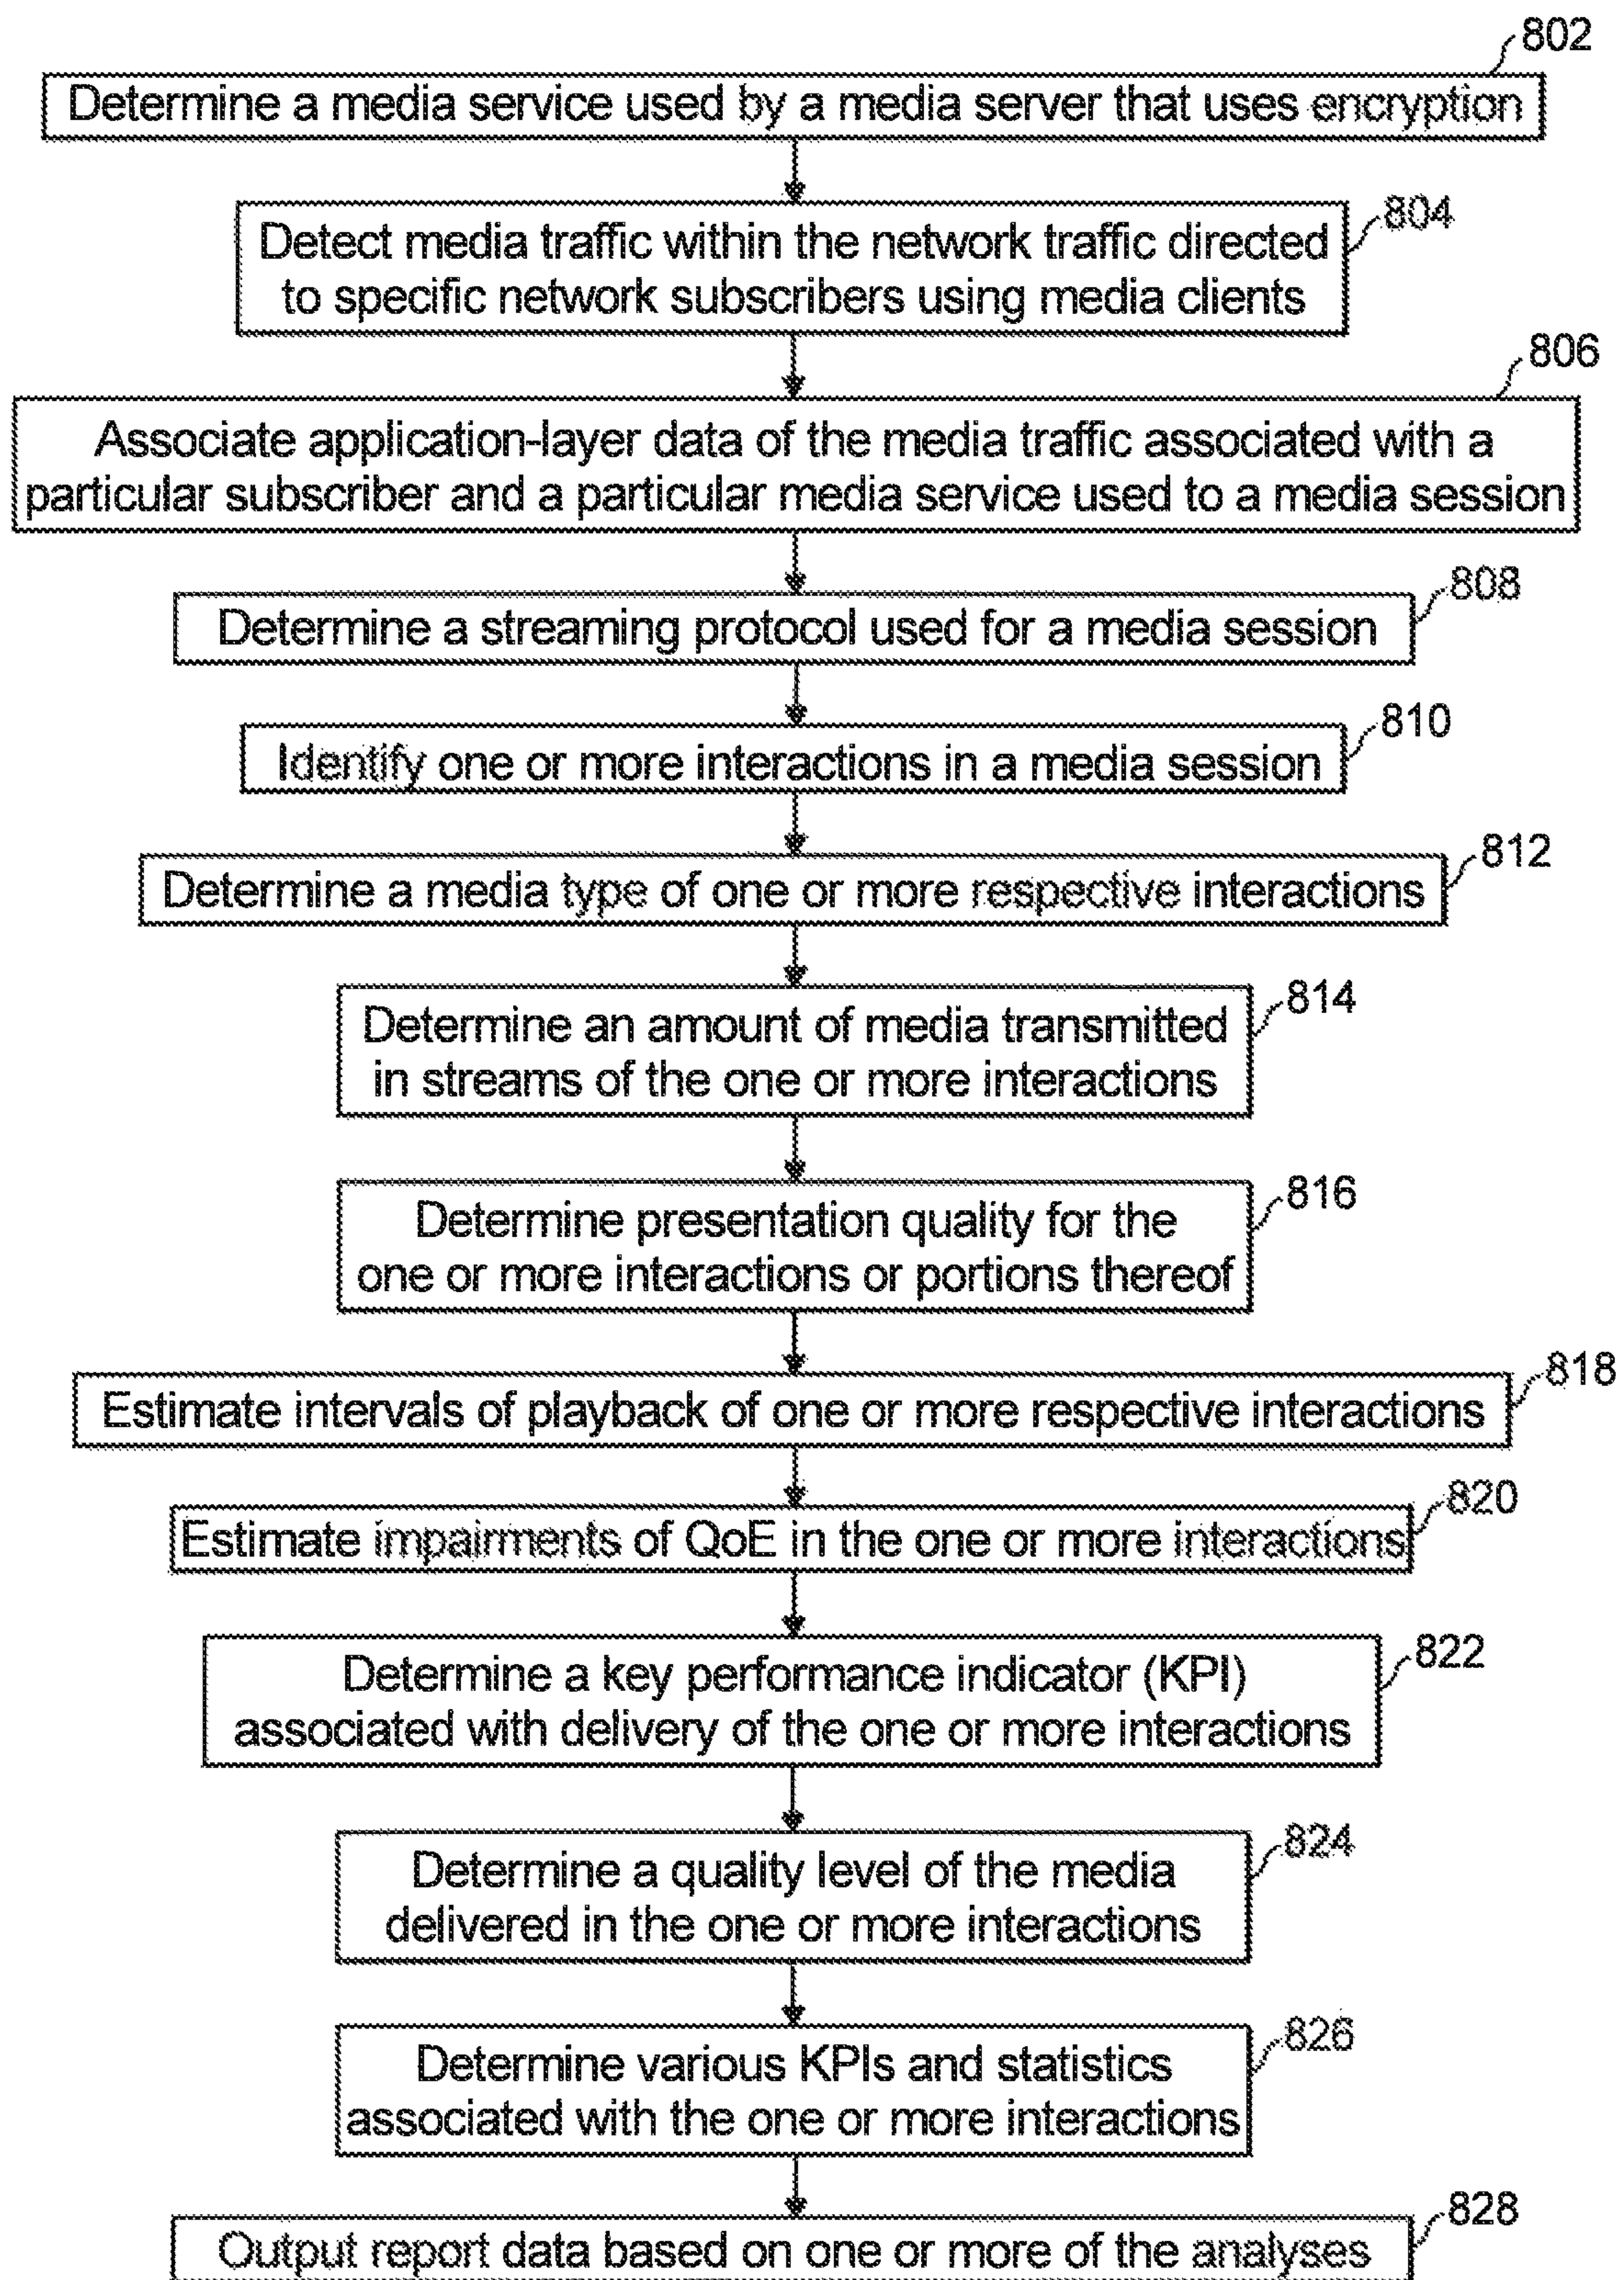 802
Determine a media service used by a media server that uses encryption
804
Detect media traffic within the network traffic directed
to specific network subscribers using media clients
806
Associate application-layer data of the media traffic associated with a
particular subscriber and a particular media service used to a media session
808
Determine a streaming protocol used for a media session
810
Identify one or more interactions in a media session
812
Determine a media type of one or more respective interactions
814
Determine an amount of media transmitted
in streams of the one or more interactions
816
Determine presentation quality for the
one or more interactions or portions thereof
818
Estimate intervals of playback of one or more respective interactions
820
Estimate impairments of QoE in the one or more interactions
822
Determine a key performance indicator (KPI)
associated with delivery of the one or more interactions
824
Determine a quality level of the media
delivered in the one or more interactions
826
Determine various KPIs and statistics
associated with the one or more interactions
828
Output report data based on one or more of the analyses